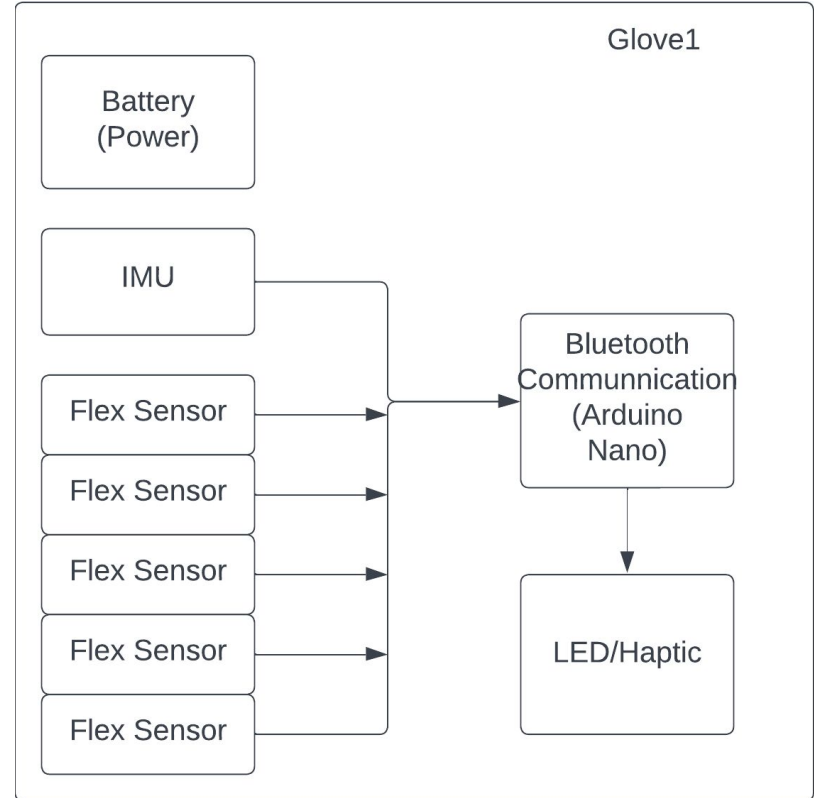 Glove1
Battery
(Power)
IMU
Flex Sensor
Flex Sensor
Flex Sensor
Flex Sensor
Flex Sensor
Bluetooth
Communnication
(Arduino
Nano)
LED/Haptic